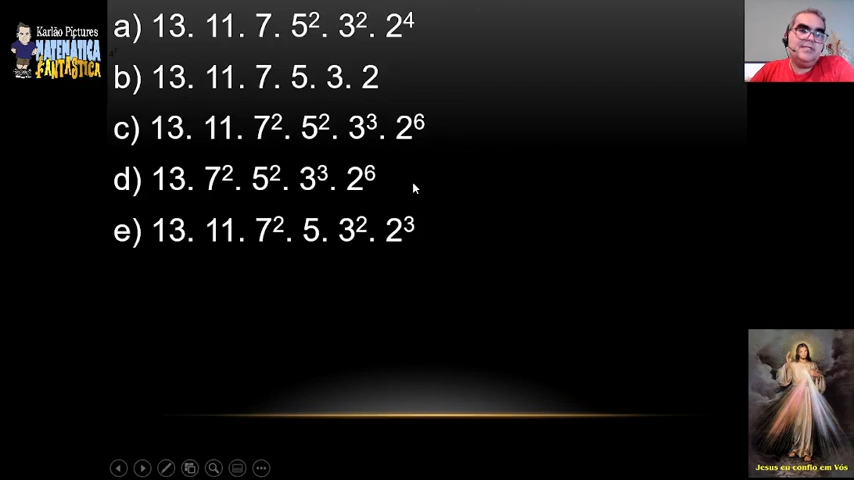 Karlão Pictures
MATEMÁTICA
FANTÁSTICA
a) 13. 11. 7. 5². 3². 2⁴
b) 13. 11. 7. 5. 3. 2
c) 13. 11. 7². 5². 3³. 2⁶
d) 13. 7². 5². 3³. 2⁶
e) 13. 11. 7². 5. 3². 2³
Jesus eu confio em Vós